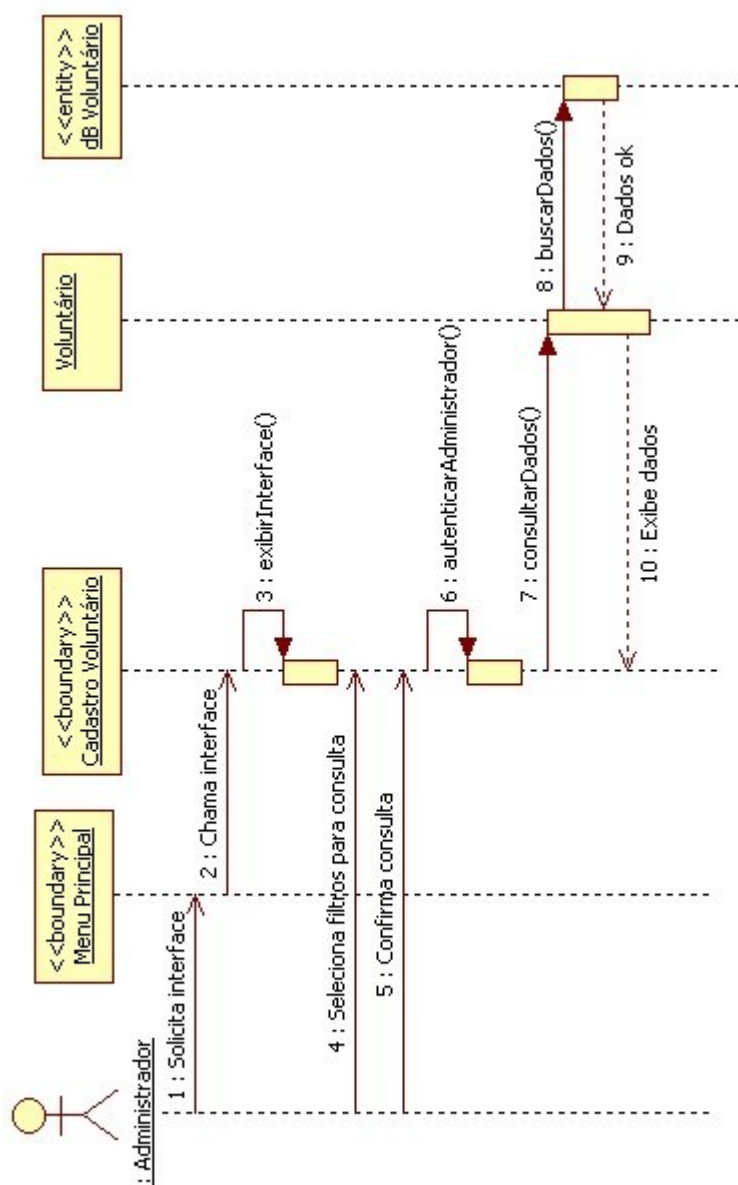 : Administrador
<<boundary>>
Menu Principal
<<boundary>>
Cadastro Voluntário
Voluntário
<<entity>>
dB Voluntário
1 : Solicita interface
2 : Chama interface
3 : exibirInterface()
4 : Seleciona filtros para consulta
5 : Confirma consulta
6 : autenticarAdministrador()
7 : consultarDados()
8 : buscarDados()
9 : Dados ok
10 : Exibe dados